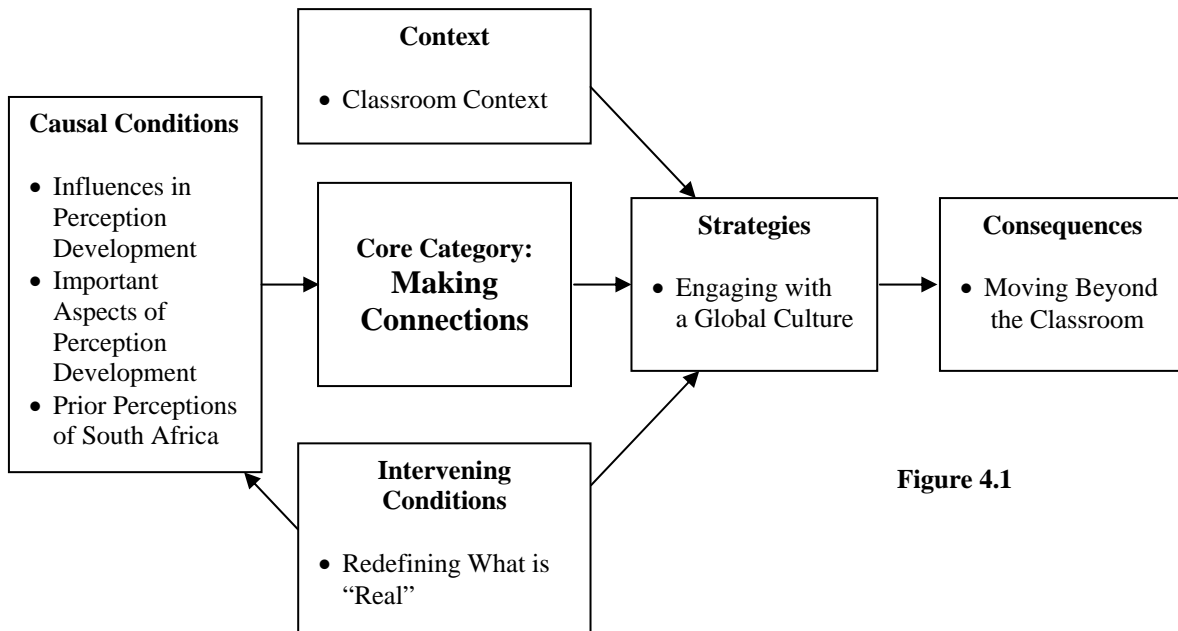 Context
• Classroom Context
Causal Conditions
• Influences in
Perception
Development
• Important
Aspects of
Perception
Development
• Prior Perceptions
of South Africa
Core Category:
Making
Connections
Strategies
• Engaging with
a Global Culture
Consequences
• Moving Beyond
the Classroom
Intervening
Conditions
• Redefining What is
“Real”
Figure 4.1